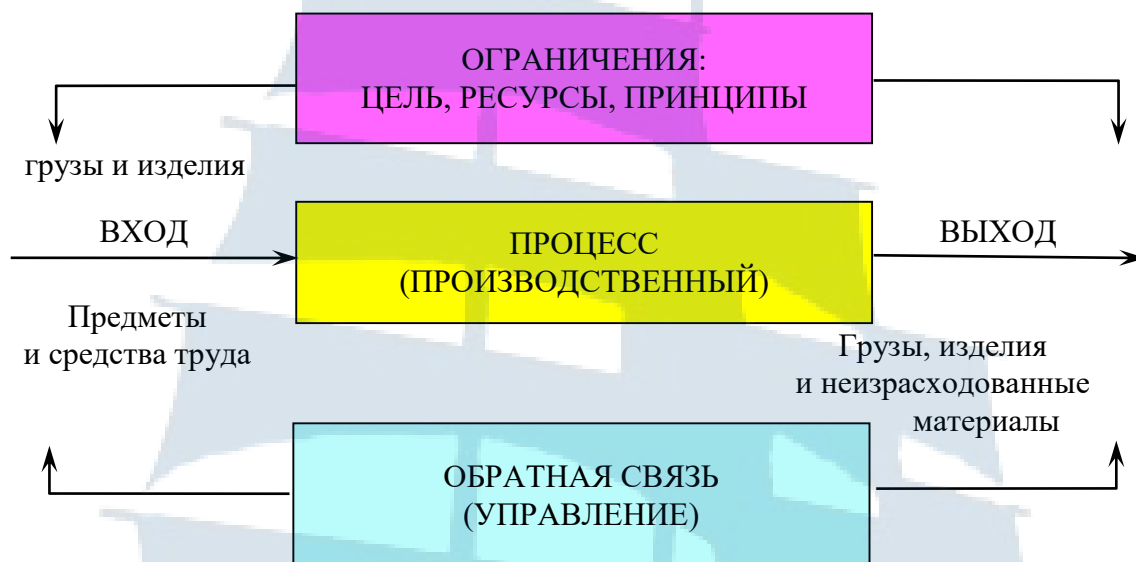 ОГРАНИЧЕНИЯ:
ЦЕЛЬ, РЕСУРСЫ, ПРИНЦИПЫ
грузы и изделия
ВХОД
ПРОЦЕСС
(ПРОИЗВОДСТВЕННЫЙ)
ВЫХОД
Предметы
и средства труда
Грузы, изделия
и неизрасходованные
материалы
ОБРАТНАЯ СВЯЗЬ
(УПРАВЛЕНИЕ)